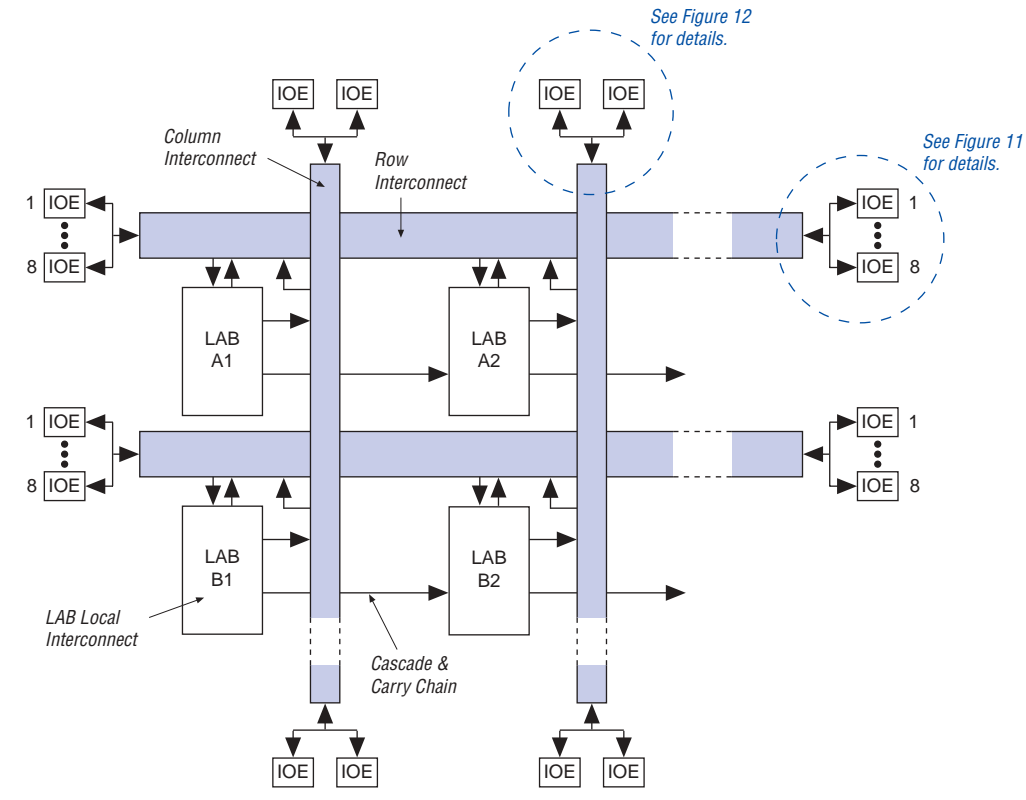 See Figure 12
for details.
IOE IOE IOE IOE
Column
Interconnect
Row
Interconnect
See Figure 11
for details.
1 IOE
8 IOE
IOE 1
IOE 8
LAB
A1
LAB
A2
1 IOE
8 IOE
IOE 1
IOE 8
LAB
B1
LAB
B2
LAB Local
Interconnect
Cascade &
Carry Chain
IOE IOE IOE IOE